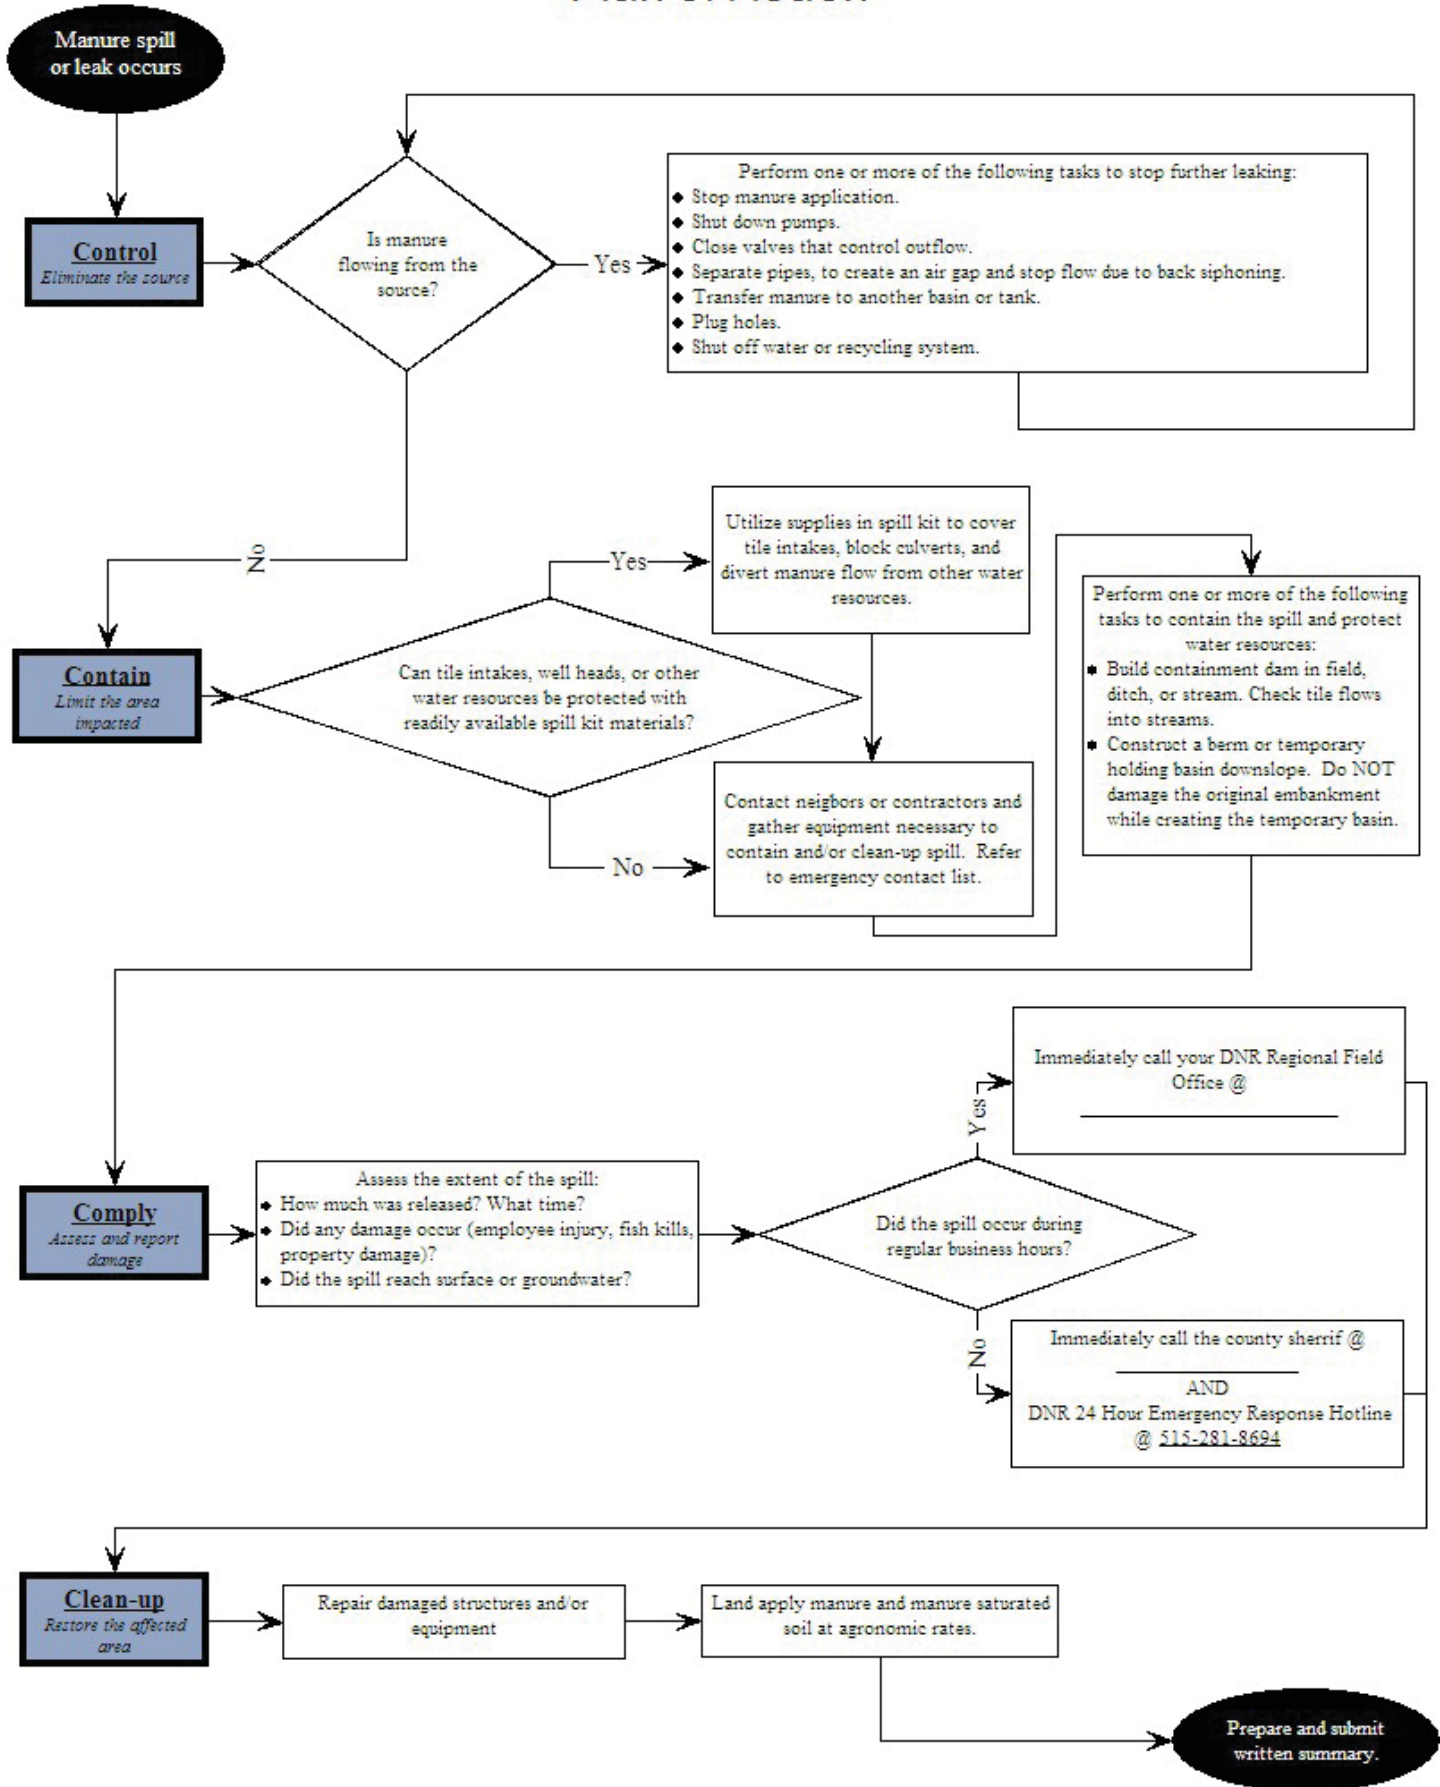 Manure spill
or leak occurs
Control
Eliminate the source
Is manure
flowing from the
source?
Yes
Perform one or more of the following tasks to stop further leaking:
◆ Stop manure application.
◆ Shut down pumps.
◆ Close valves that control outflow.
◆ Separate pipes, to create an air gap and stop flow due to back siphoning.
◆ Transfer manure to another basin or tank.
◆ Plug holes.
◆ Shut off water or recycling system.
No
Contain
Limit the area
impacted
Can tile intakes, well heads, or other
water resources be protected with
readily available spill kit materials?
Yes
Utilize supplies in spill kit to cover
tile intakes, block culverts, and
divert manure flow from other water
resources.
No
Contact neigbors or contractors and
gather equipment necessary to
contain and/or clean-up spill. Refer
to emergency contact list.
Perform one or more of the following
tasks to contain the spill and protect
water resources:
◆ Build containment dam in field,
ditch, or stream. Check tile flows
into streams.
◆ Construct a berm or temporary
holding basin downslope. Do NOT
damage the original embankment
while creating the temporary basin.
Comply
Assess and report
damage
Assess the extent of the spill:
◆ How much was released? What time?
◆ Did any damage occur (employee injury, fish kills,
property damage)?
◆ Did the spill reach surface or groundwater?
Did the spill occur during
regular business hours?
Yes
Immediately call your DNR Regional Field
Office @
No
Immediately call the county sherrif @
AND
DNR 24 Hour Emergency Response Hotline
@ 515-281-8694
Clean-up
Restore the affected
area
Repair damaged structures and/or
equipment
Land apply manure and manure saturated
soil at agronomic rates.
Prepare and submit
written summary.